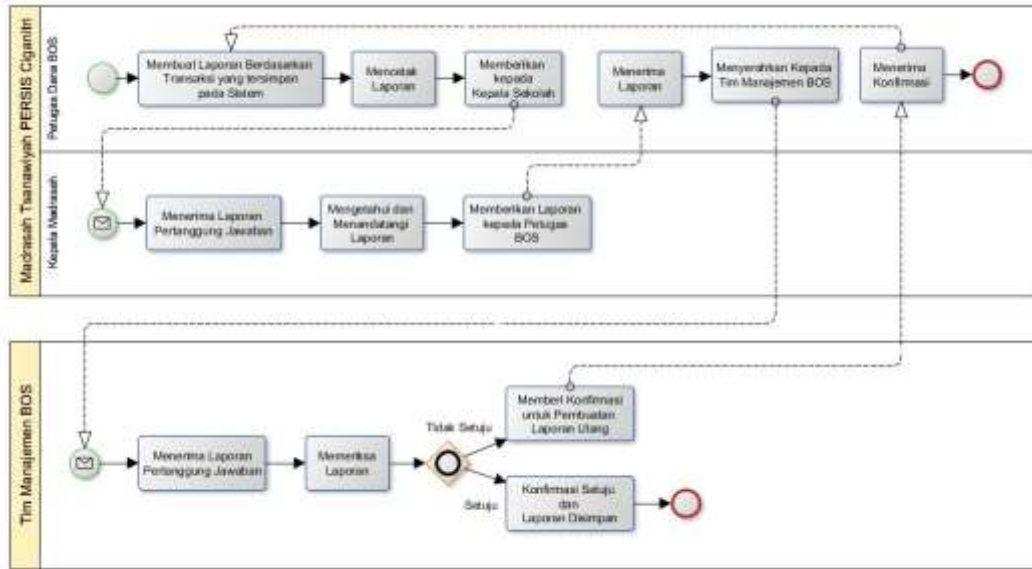 Madrasah Tsanawiyah PERSIS Ciganitri
Petugas Dana BOS
Membuat Laporan Berdasarkan
Transaksi yang tersimpan
pada Sistem
Mencetak
Laporan
Memberikan
kepada
Kepala Sekolah
Menerima
Laporan
Menyerahkan Kepada
Tim Manajemen BOS
Menerima
Konfirmasi
Kepala Madrasah
Menerima Laporan
Pertanggung Jawaban
Mengetahui dan
Menandatangi
Laporan
Memberikan Laporan
kepada Petugas
BOS
Tim Manajemen BOS
Menerima Laporan
Pertanggung Jawaban
Memeriksa
Laporan
Tidak Setuju
Memberi Konfirmasi
untuk Pembuatan
Laporan Ulang
Setuju
Konfirmasi Setuju
dan
Laporan Disimpan